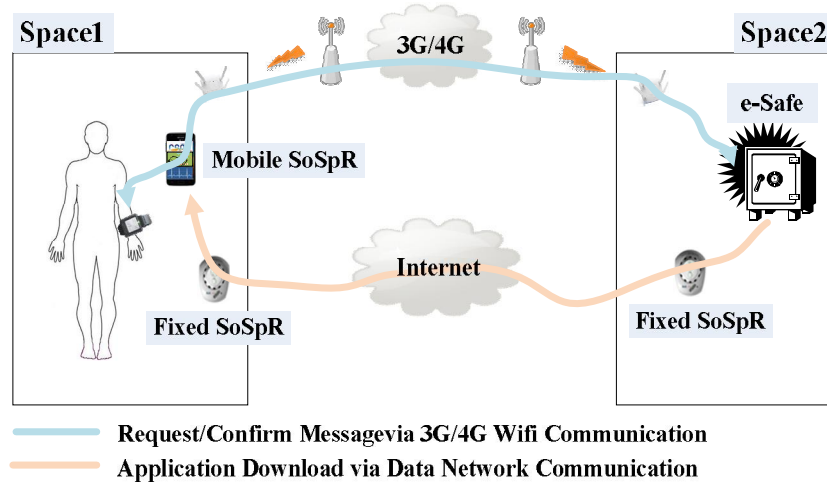 Space1
3G/4G
Space2
e-Safe
Mobile SoSpR
Internet
Fixed SoSpR
Fixed SoSpR
Request/Confirm Messagevia 3G/4G Wifi Communication
Application Download via Data Network Communication